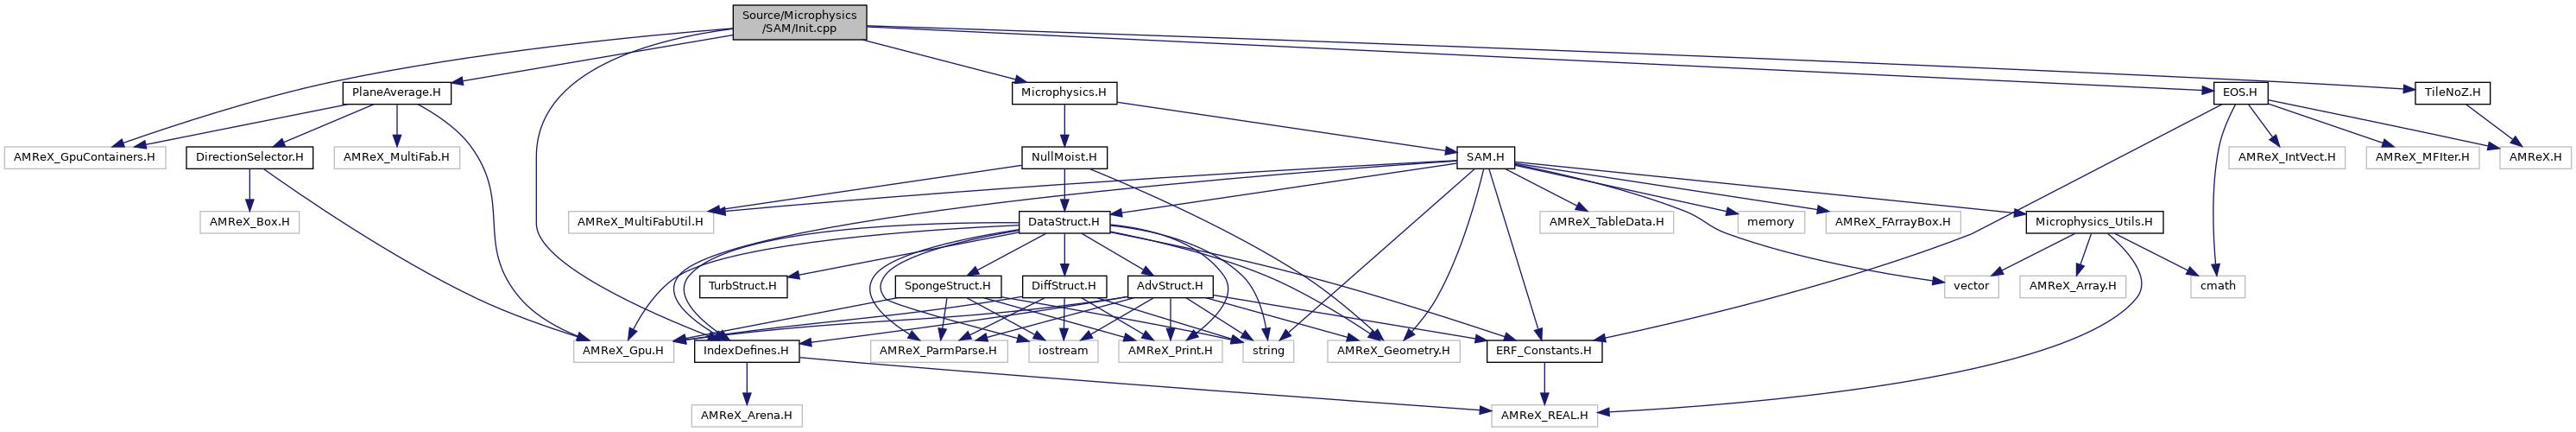 Source/Microphysics
/SAM/Init.cpp
PlaneAverage.H
Microphysics.H
EOS.H
TileNoZ.H
AMReX_GpuContainers.H
DirectionSelector.H
AMReX_MultiFab.H
NullMoist.H
SAM.H
AMReX_IntVect.H
AMReX_MFIter.H
AMReX.H
AMReX_Box.H
AMReX_MultiFabUtil.H
DataStruct.H
AMReX_TableData.H
memory
AMReX_FArrayBox.H
Microphysics_Utils.H
TurbStruct.H
SpongeStruct.H
DiffStruct.H
AdvStruct.H
vector
AMReX_Array.H
cmath
AMReX_Gpu.H
IndexDefines.H
AMReX_ParmParse.H
iostream
AMReX_Print.H
string
AMReX_Geometry.H
ERF_Constants.H
AMReX_Arena.H
AMReX_REAL.H